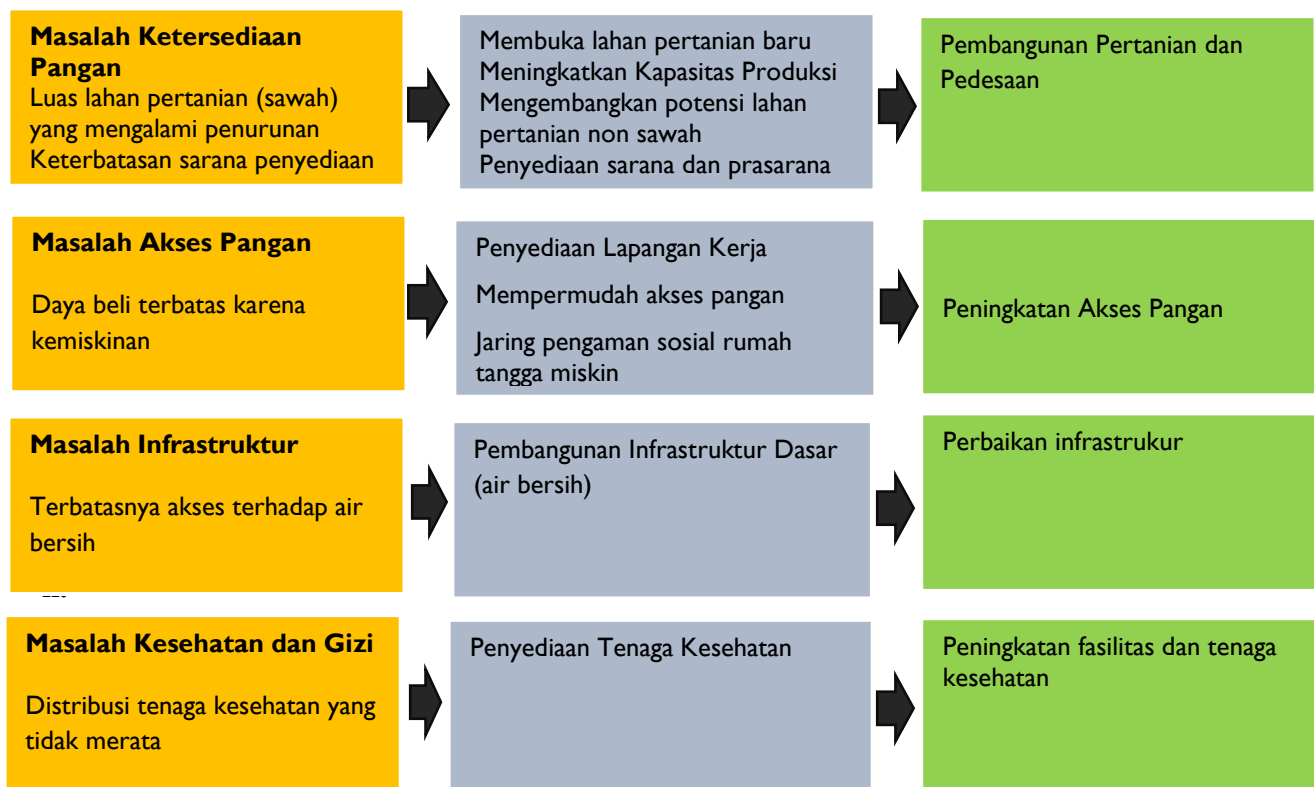 Masalah Ketersediaan
Pangan
Luas lahan pertanian (sawah)
yang mengalami penurunan
Keterbatasan sarana penyediaan
Membuka lahan pertanian baru
Meningkatkan Kapasitas Produksi
Mengembangkan potensi lahan
pertanian non sawah
Penyediaan sarana dan prasarana
Pembangunan Pertanian dan
Pedesaan
Masalah Akses Pangan
Daya beli terbatas karena
kemiskinan
Penyediaan Lapangan Kerja
Mempermudah akses pangan
Jaring pengaman sosial rumah
tangga miskin
Peningkatan Akses Pangan
Masalah Infrastruktur
Terbatasnya akses terhadap air
bersih
Pembangunan Infrastruktur Dasar
(air bersih)
Perbaikan infrastrukur
Masalah Kesehatan dan Gizi
Distribusi tenaga kesehatan yang
tidak merata
Penyediaan Tenaga Kesehatan
Peningkatan fasilitas dan tenaga
kesehatan